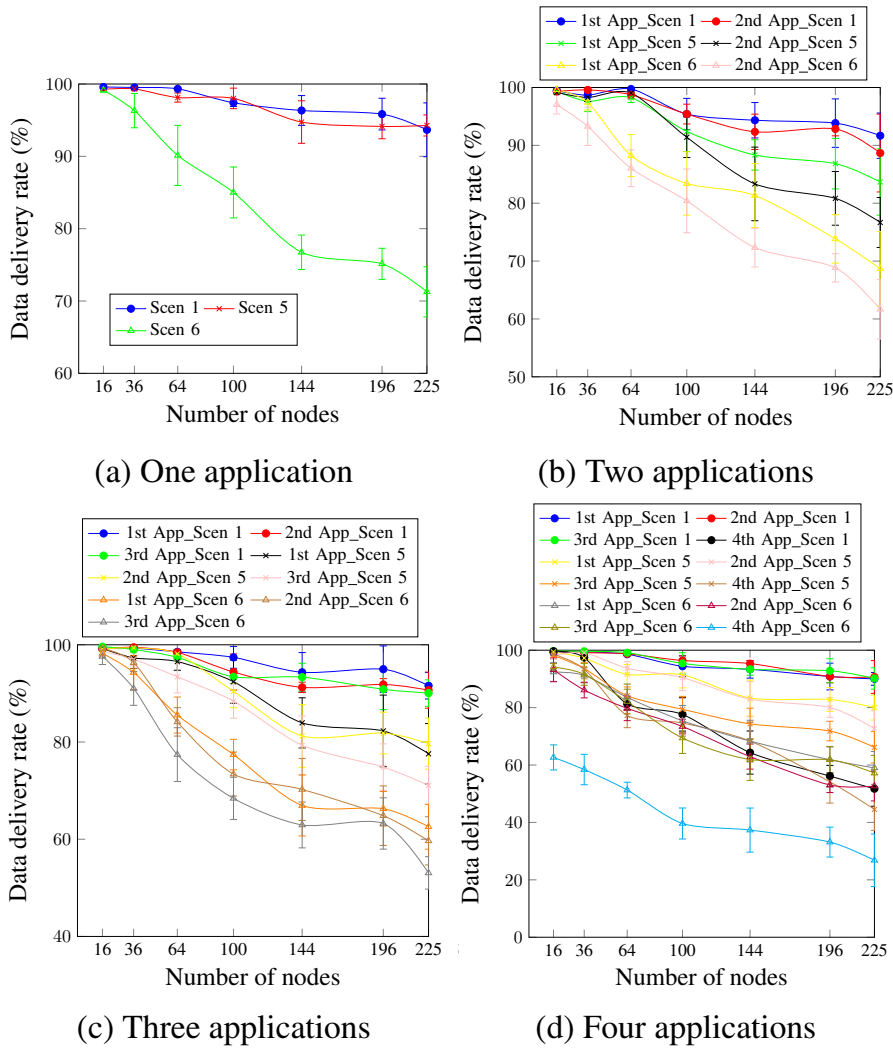 Data delivery rate (%)
100
90
80
70
60
Scen 1
Scen 5
Scen 6
16 36 64 100 144 196 225
Number of nodes
(a) One application
1st App_Scen 1
2nd App_Scen 1
1st App_Scen 5
2nd App_Scen 5
1st App_Scen 6
2nd App_Scen 6
Data delivery rate (%)
100
90
80
70
60
50
16 36 64 100 144 196 225
Number of nodes
(b) Two applications
1st App_Scen 1
2nd App_Scen 1
3rd App_Scen 1
1st App_Scen 5
2nd App_Scen 5
3rd App_Scen 5
1st App_Scen 6
2nd App_Scen 6
3rd App_Scen 6
Data delivery rate (%)
100
80
60
40
16 36 64 100 144 196 225
Number of nodes
(c) Three applications
1st App_Scen 1
2nd App_Scen 1
3rd App_Scen 1
4th App_Scen 1
1st App_Scen 5
2nd App_Scen 5
3rd App_Scen 5
4th App_Scen 5
1st App_Scen 6
2nd App_Scen 6
3rd App_Scen 6
4th App_Scen 6
Data delivery rate (%)
100
80
60
40
20
0
16 36 64 100 144 196 225
Number of nodes
(d) Four applications